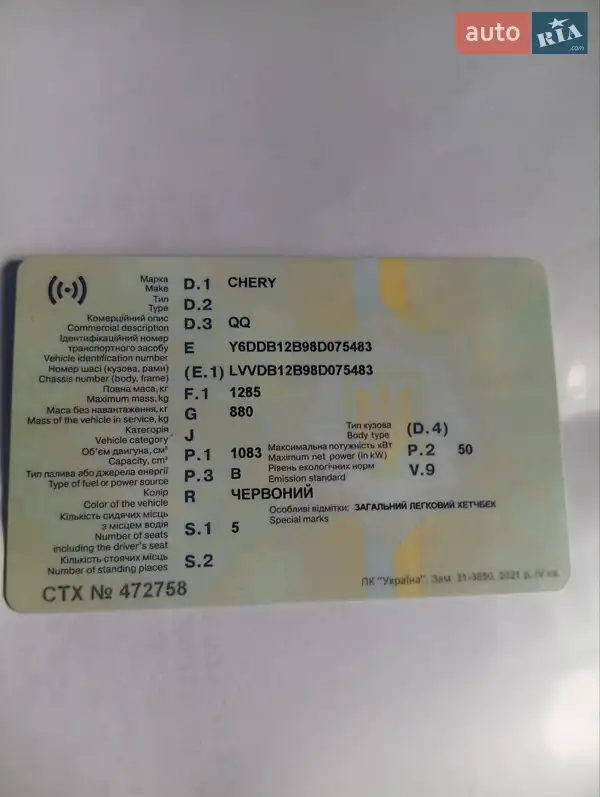 auto RIA .com
Марка
Make D.1 CHERY
Тип
Type D.2
Комерційний опис
Commercial description D.3 QQ
Ідентифікаційний номер
транспортного засобу
Vehicle identification number E Y6DDB12B98D075483
Номер шасі (кузова, рами)
Chassis number (body, frame) (E.1) LVVDB12B98D075483
Повна маса, кг
Maximum mass, kg F.1 1285
Маса без навантаження, кг
Mass of the vehicle in service, kg G 880
Категорія
Vehicle category J
Тип кузова
Body type (D.4)
Об'єм двигуна, см³
Capacity, cm³ P.1 1083
Максимальна потужність кВт
Maximum net power (in kW) P.2 50
Тип палива або джерела енергії
Type of fuel or power source P.3 B
Рівень екологічних норм
Emission standard V.9
Колір
Color of the vehicle R ЧЕРВОНИЙ
Особливі відмітки: ЗАГАЛЬНИЙ ЛЕГКОВИЙ ХЕТЧБЕК
Special marks
Кількість сидячих місць
з місцем водія
Number of seats
including the driver's seat S.1 5
Кількість стоячих місць
Number of standing places S.2
СТХ № 472758
ПК "Україна". Зам. 21-3850. 2021 р. IV кв.